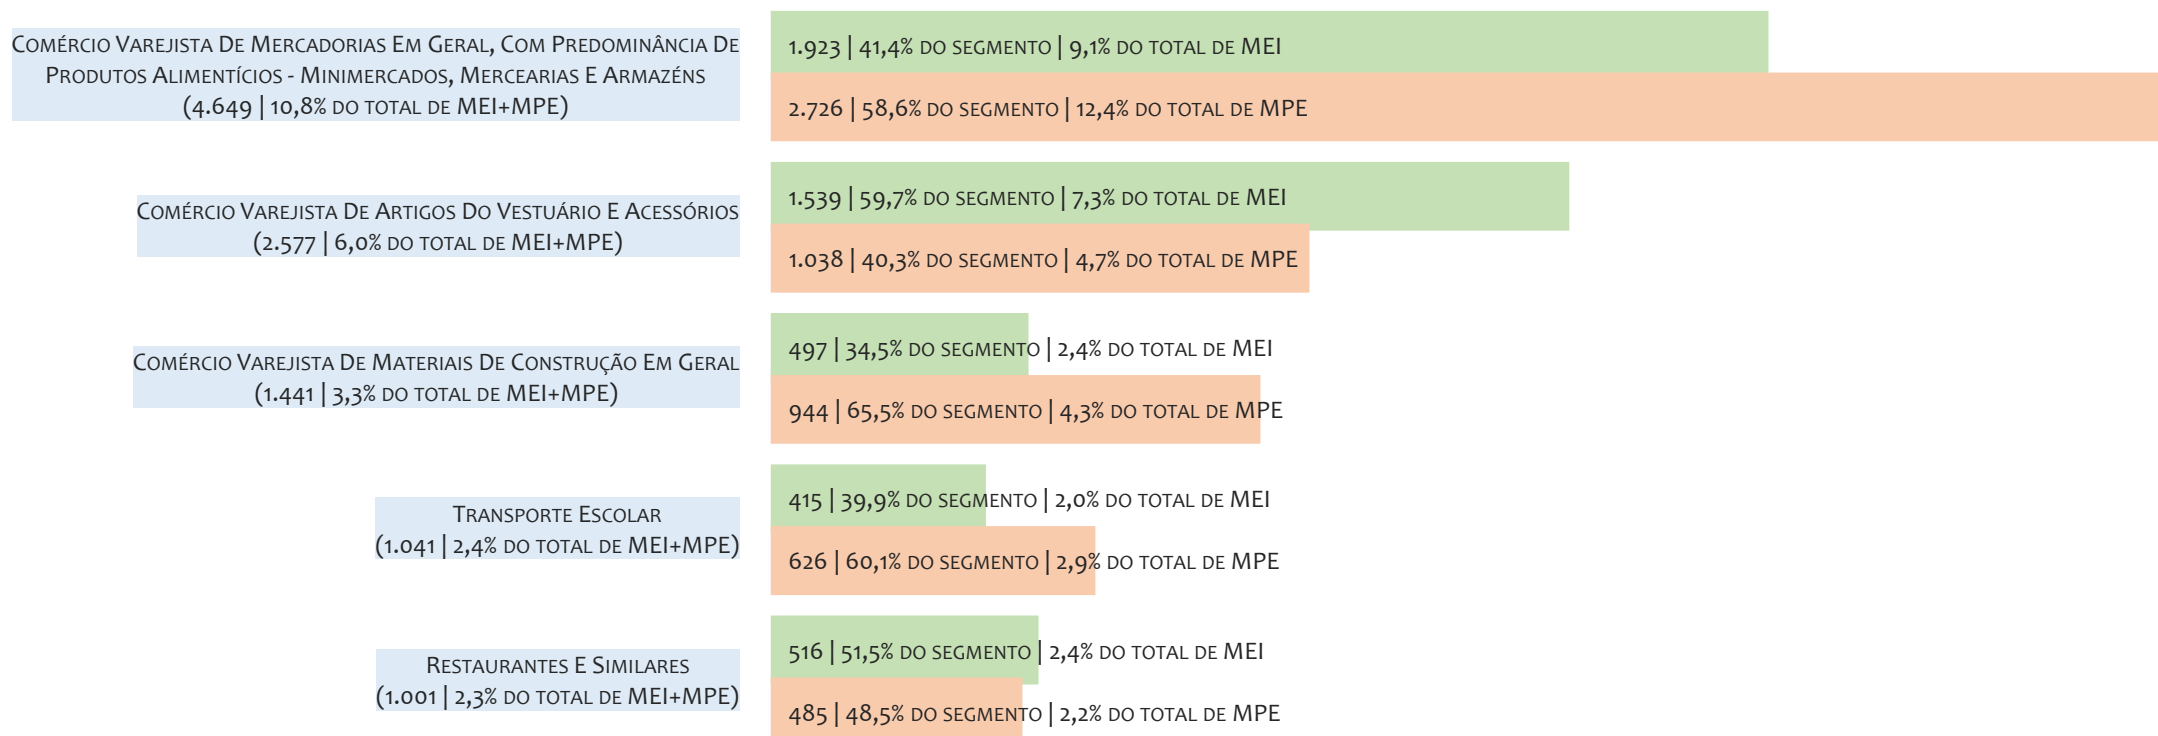 Comércio Varejista De Mercadorias Em Geral, Com Predominância De
Produtos Alimentícios - Minimercados, Mercearias E Armazéns
(4.649 | 10,8% do total de MEI+MPE)
1.923 | 41,4% do segmento | 9,1% do total de MEI
2.726 | 58,6% do segmento | 12,4% do total de MPE
Comércio Varejista De Artigos Do Vestuário E Acessórios
(2.577 | 6,0% do total de MEI+MPE)
1.539 | 59,7% do segmento | 7,3% do total de MEI
1.038 | 40,3% do segmento | 4,7% do total de MPE
Comércio Varejista De Materiais De Construção Em Geral
(1.441 | 3,3% do total de MEI+MPE)
497 | 34,5% do segmento | 2,4% do total de MEI
944 | 65,5% do segmento | 4,3% do total de MPE
Transporte Escolar
(1.041 | 2,4% do total de MEI+MPE)
415 | 39,9% do segmento | 2,0% do total de MEI
626 | 60,1% do segmento | 2,9% do total de MPE
Restaurantes E Similares
(1.001 | 2,3% do total de MEI+MPE)
516 | 51,5% do segmento | 2,4% do total de MEI
485 | 48,5% do segmento | 2,2% do total de MPE